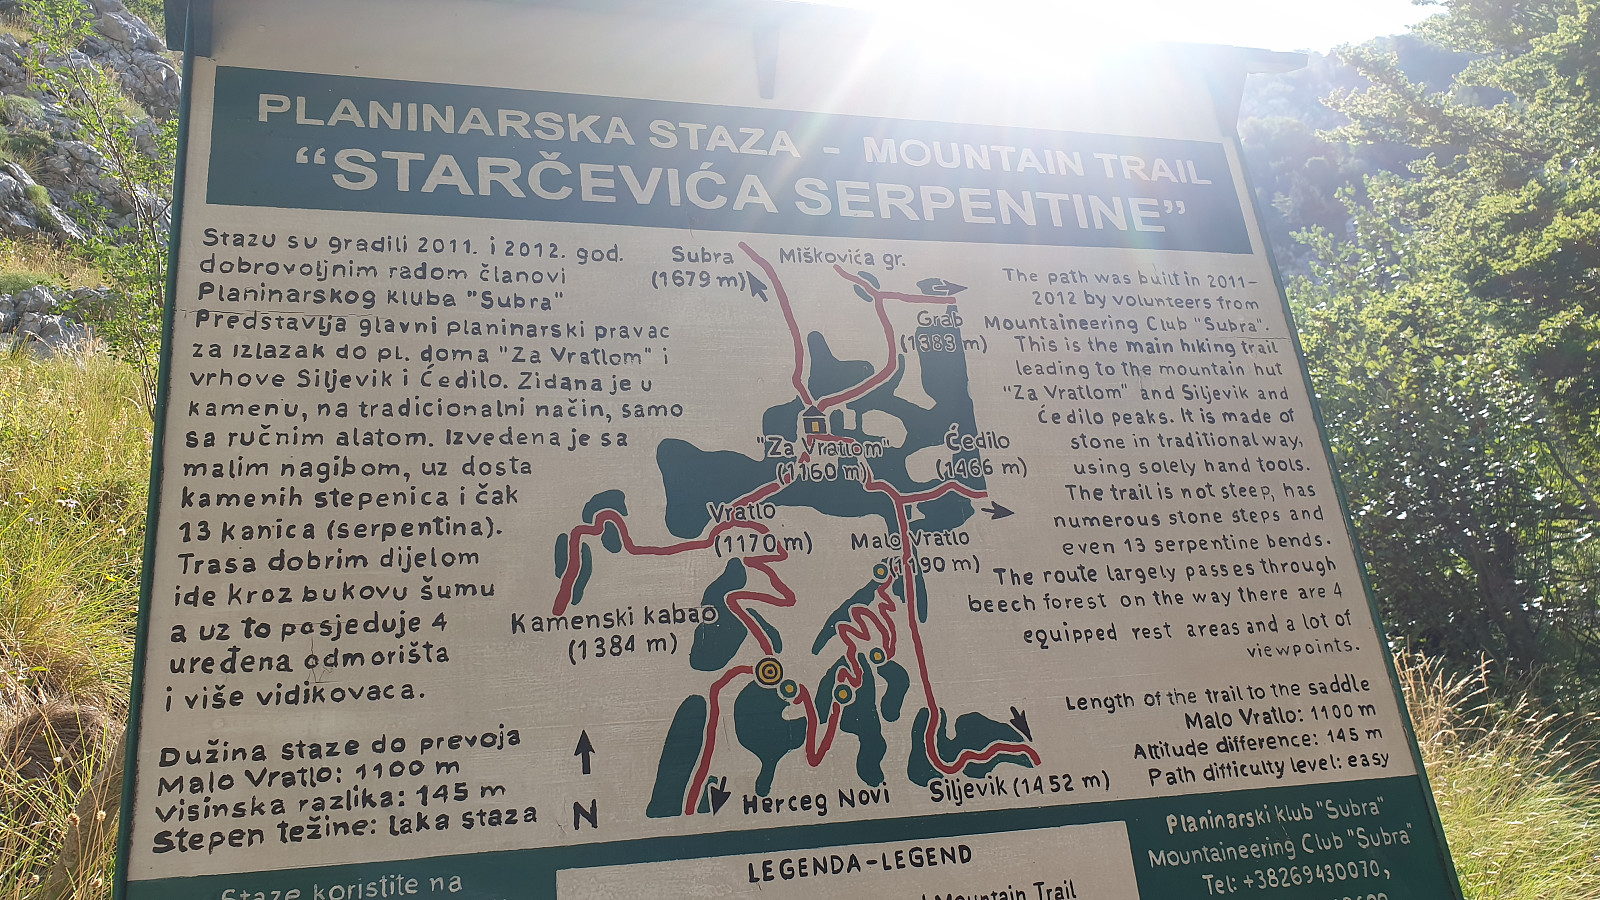 PLANINARSKA STAZA - MOUNTAIN TRAIL
“STARČEVIĆA SERPENTINE”
Stazu su gradili 2011. i 2012. god.
dobrovoljnim radom članovi
Planinarskog kluba "Subra"
Predstavlja glavni planinarski pravac
za izlazak do pl. doma "Za Vratlom" i
vrhove Siljevik i Ćedilo. Zidana je u
kamenu, na tradicionalni način, samo
sa ručnim alatom. Izvedena je sa
malim nagibom, uz dosta
kamenih stepenica i čak
13 kanica (serpentina).
Trasa dobrim dijelom
ide kroz bukovu šumu
a uz to posjeduje 4
uređena odmorišta
i više vidikovaca.
Dužina staze do prevoja
Malo Vratlo: 1100 m
Visinska razlika: 145 m
Stepen težine: laka staza
Subra
(1679 m)
Miškovića gr.
Grab
(1383 m)
"Za Vratlom"
(1160 m)
Ćedilo
(1466 m)
Vratlo
(1170 m)
Malo Vratlo
(1190 m)
Kamenski kabao
(1384 m)
N
Herceg Novi
Siljevik (1452 m)
The path was built in 2011-
2012 by volunteers from
Mountaineering Club "Subra".
This is the main hiking trail
leading to the mountain hut
"Za Vratlom" and Siljevik and
Ćedilo peaks. It is made of
stone in traditional way,
using solely hand tools.
The trail is not steep, has
numerous stone steps and
even 13 serpentine bends.
The route largely passes through
beech forest on the way there are 4
equipped rest areas and a lot of
viewpoints.
Length of the trail to the saddle
Malo Vratlo: 1100 m
Altitude difference: 145 m
Path difficulty level: easy
Staze koristite na
LEGENDA-LEGEND
Mountain Trail
Planinarski klub "Subra"
Mountaineering Club "Subra"
Tel: +38269430070,